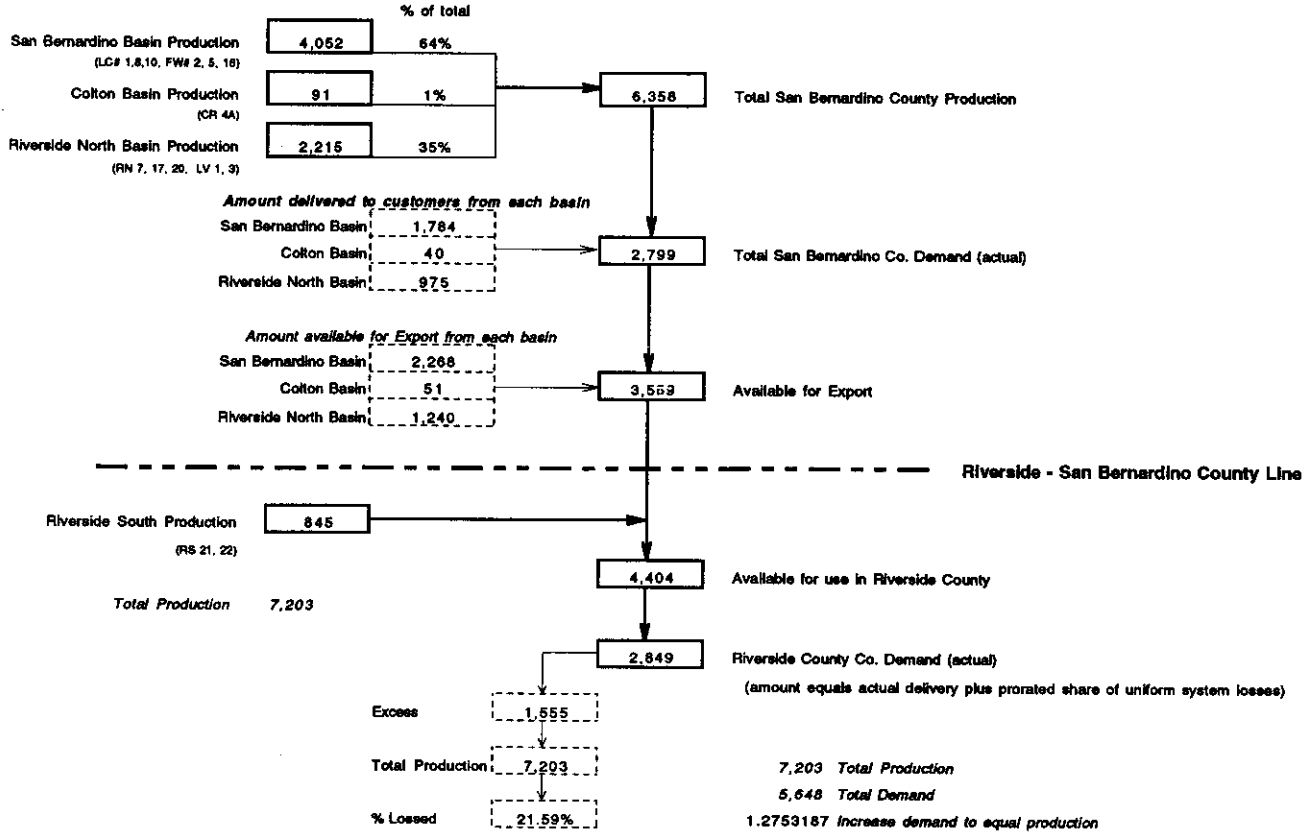 % of total
San Bernardino Basin Production 4,052 64%
(LC# 1,8,10, FW# 2, 5, 16)
Colton Basin Production 91 1% 6,358 Total San Bernardino County Production
(CR 4A)
Riverside North Basin Production 2,215 35%
(RN 7, 17, 20, LV 1, 3)
Amount delivered to customers from each basin
San Bernardino Basin 1,784
Colton Basin 40 2,799 Total San Bernardino Co. Demand (actual)
Riverside North Basin 975
Amount available for Export from each basin
San Bernardino Basin 2,268
Colton Basin 51 3,559 Available for Export
Riverside North Basin 1,240
Riverside - San Bernardino County Line
Riverside South Production 845
(RS 21, 22)
4,404 Available for use in Riverside County
Total Production 7,203
2,849 Riverside County Co. Demand (actual)
(amount equals actual delivery plus prorated share of uniform system losses)
Excess 1,555
Total Production 7,203 7,203 Total Production
5,648 Total Demand
% Lossed 21.59% 1.2753187 Increase demand to equal production